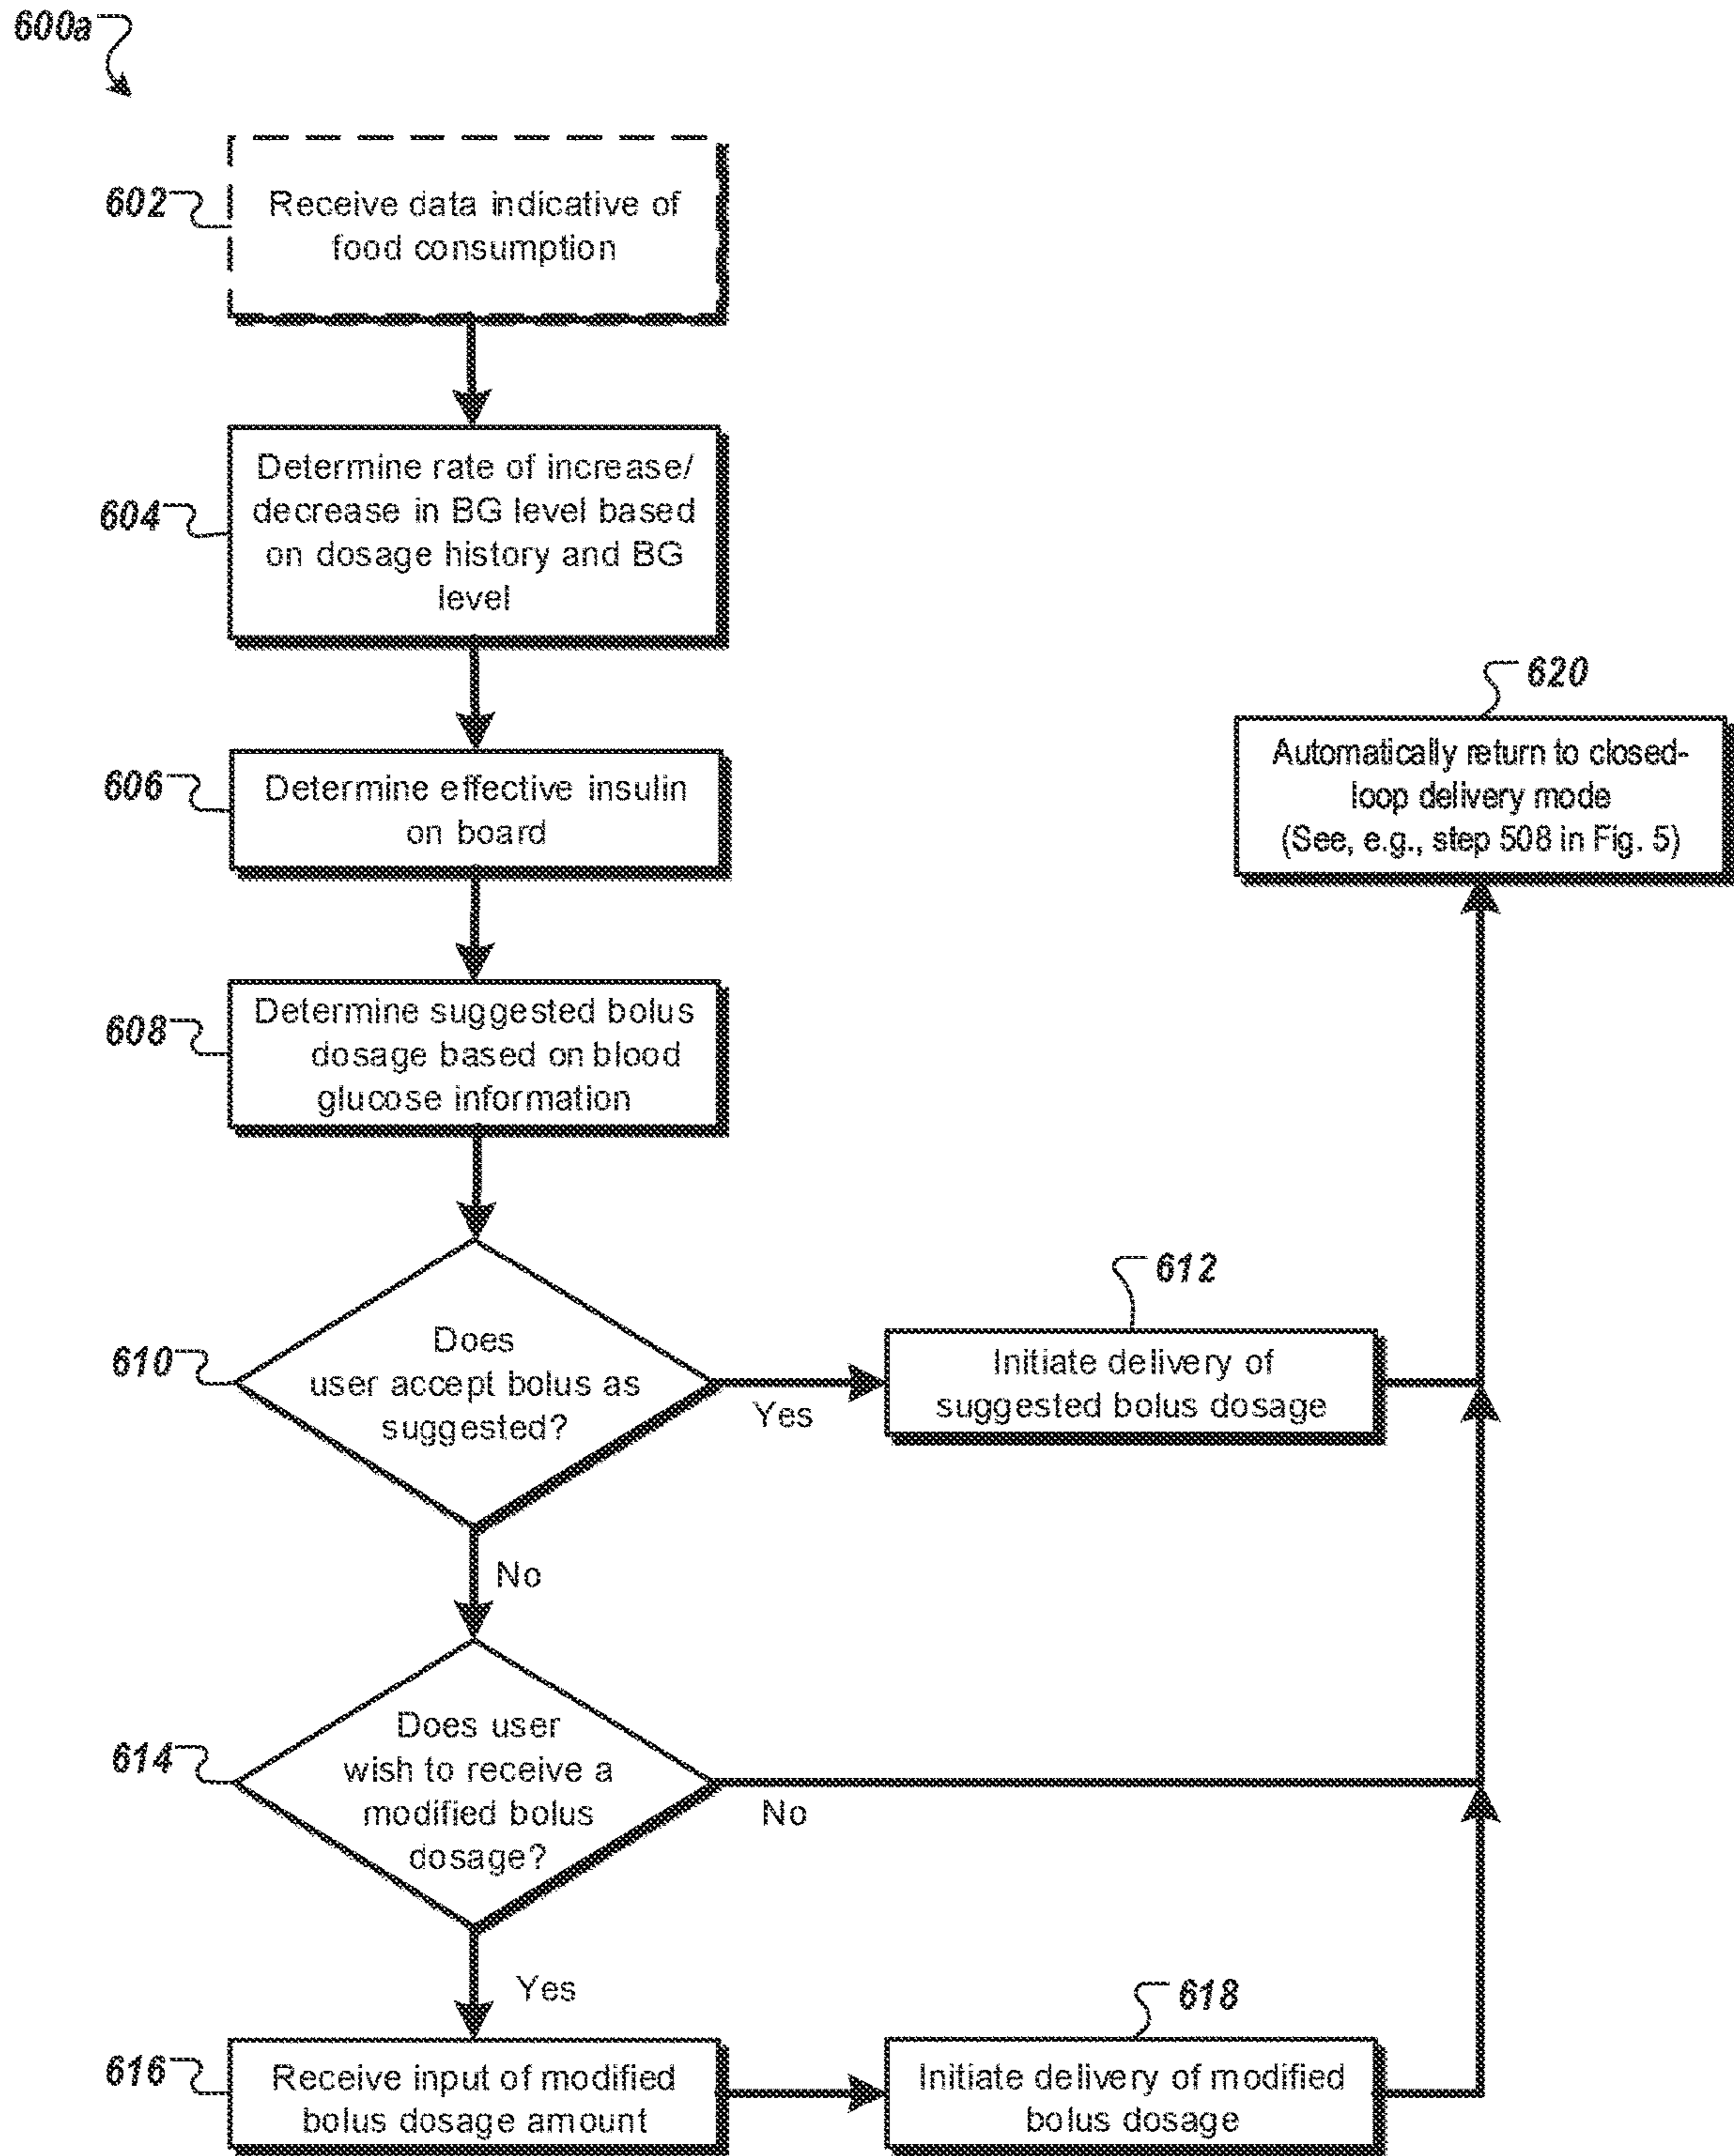 600a
602
Receive data indicative of
food consumption
604
Determine rate of increase/
decrease in BG level based
on dosage history and BG
level
606
Determine effective insulin
on board
620
Automatically return to closed-
loop delivery mode
(See, e.g., step 508 in Fig. 5)
608
Determine suggested bolus
dosage based on blood
glucose information
610
Does
user accept bolus as
suggested?
Yes
612
Initiate delivery of
suggested bolus dosage
No
614
Does user
wish to receive a
modified bolus
dosage?
No
Yes
616
Receive input of modified
bolus dosage amount
618
Initiate delivery of modified
bolus dosage